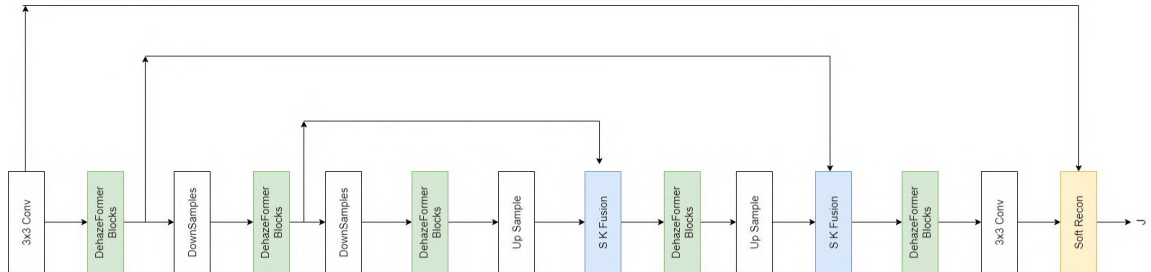 3x3 Conv
DehazeFormer
Blocks
DownSamples
DehazeFormer
Blocks
DownSamples
DehazeFormer
Blocks
Up Sample
S K Fusion
DehazeFormer
Blocks
Up Sample
S K Fusion
DehazeFormer
Blocks
3x3 Conv
Soft Recon
J